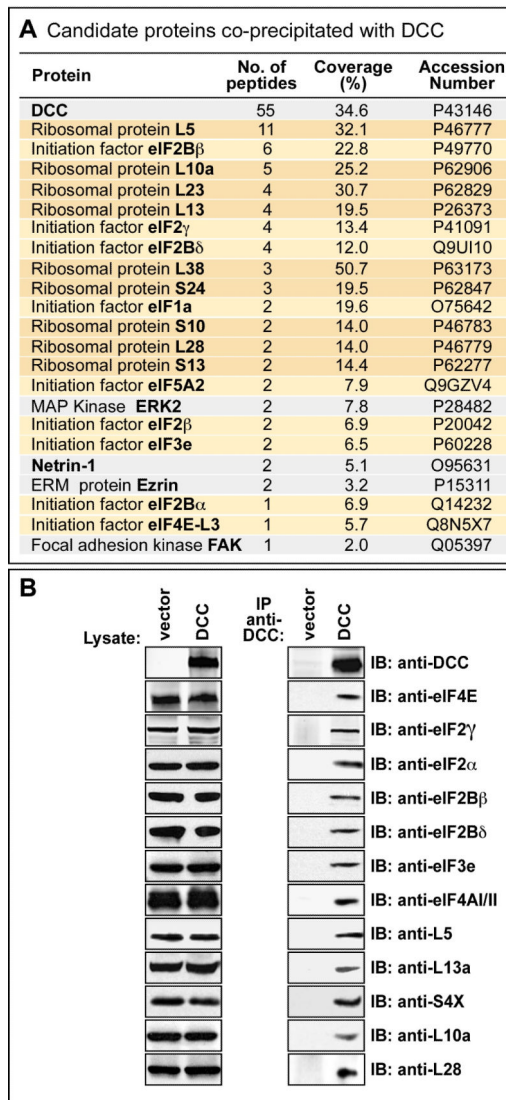 A Candidate proteins co-precipitated with DCC
Protein No. of peptides Coverage (%) Accession Number
DCC 55 34.6 P43146
Ribosomal protein L5 11 32.1 P46777
Initiation factor eIF2Bβ 6 22.8 P49770
Ribosomal protein L10a 5 25.2 P62906
Ribosomal protein L23 4 30.7 P62829
Ribosomal protein L13 4 19.5 P26373
Initiation factor eIF2γ 4 13.4 P41091
Initiation factor eIF2Bδ 4 12.0 Q9UI10
Ribosomal protein L38 3 50.7 P63173
Ribosomal protein S24 3 19.5 P62847
Initiation factor eIF1a 2 19.6 O75642
Ribosomal protein S10 2 14.0 P46783
Ribosomal protein L28 2 14.0 P46779
Ribosomal protein S13 2 14.4 P62277
Initiation factor eIF5A2 2 7.9 Q9GZV4
MAP Kinase ERK2 2 7.8 P28482
Initiation factor eIF2β 2 6.9 P20042
Initiation factor eIF3e 2 6.5 P60228
Netrin-1 2 5.1 O95631
ERM protein Ezrin 2 3.2 P15311
Initiation factor eIF2Bα 1 6.9 Q14232
Initiation factor eIF4E-L3 1 5.7 Q8N5X7
Focal adhesion kinase FAK 1 2.0 Q05397
B
Lysate: vector DCC IP anti-DCC: vector DCC
IB: anti-DCC
IB: anti-eIF4E
IB: anti-eIF2γ
IB: anti-eIF2α
IB: anti-eIF2Bβ
IB: anti-eIF2Bδ
IB: anti-eIF3e
IB: anti-eIF4AI/II
IB: anti-L5
IB: anti-L13a
IB: anti-S4X
IB: anti-L10a
IB: anti-L28